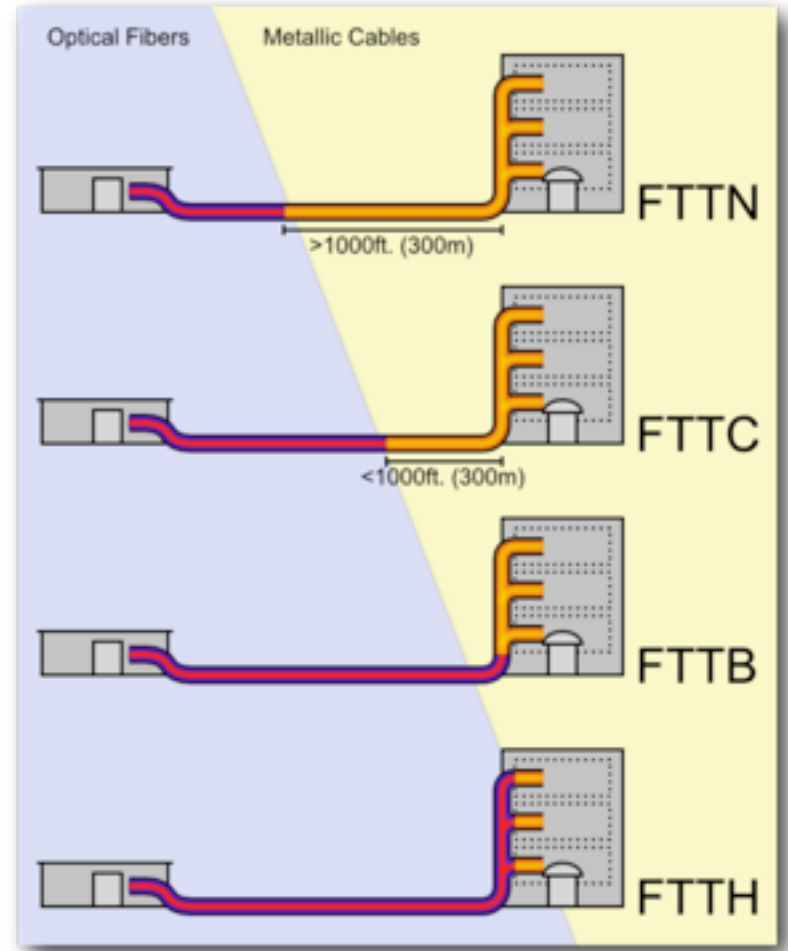 Optical Fibers
Metallic Cables
FTTN
>1000ft. (300m)
FTTC
<1000ft. (300m)
FTTB
FTTH